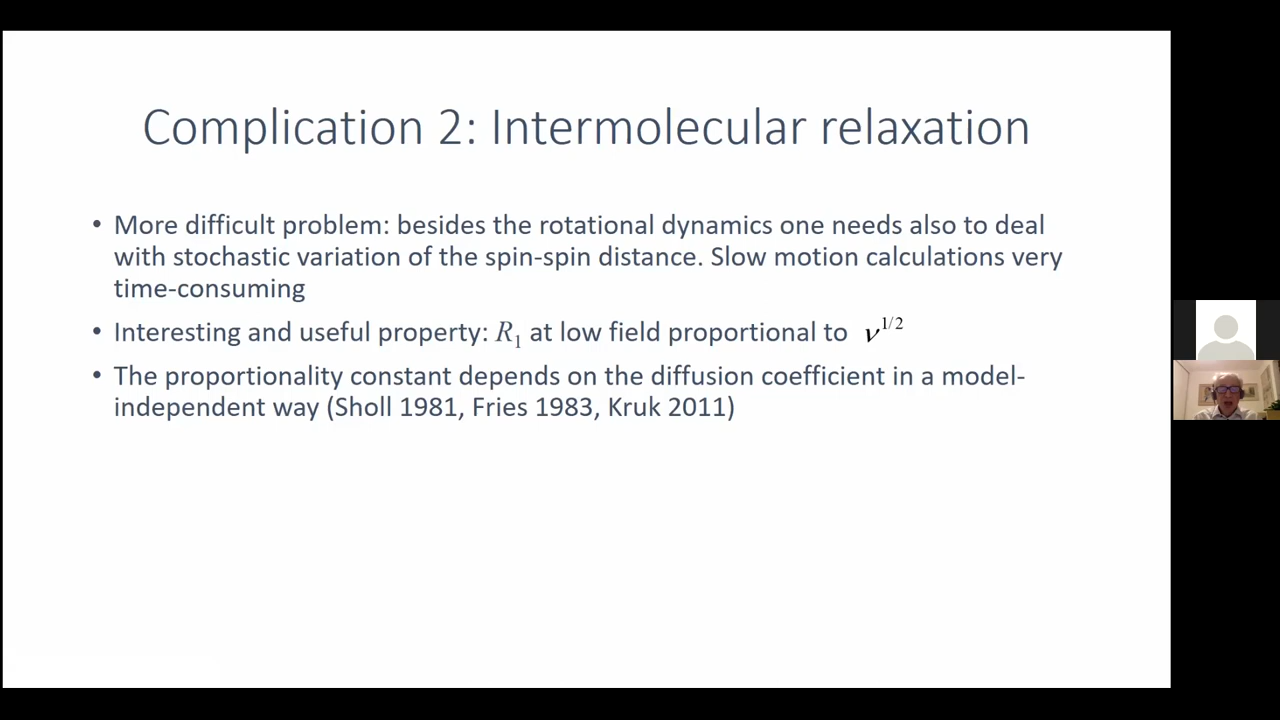 Complication 2: Intermolecular relaxation
• More difficult problem: besides the rotational dynamics one needs also to deal
with stochastic variation of the spin-spin distance. Slow motion calculations very
time-consuming
• Interesting and useful property: R₁ at low field proportional to ν^1/2
• The proportionality constant depends on the diffusion coefficient in a model-
independent way (Sholl 1981, Fries 1983, Kruk 2011)